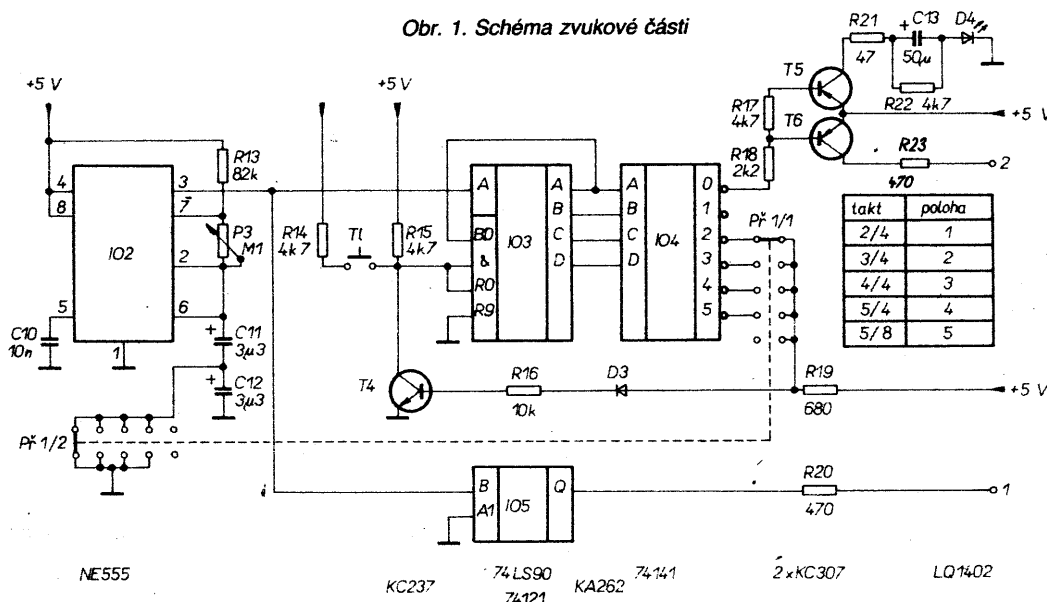 Obr. 1. Schéma zvukové části
R21
47
+ C13
50µ
D4
R22 4k7
T5
T6
R17
4k7
R18
2k2
+5 V
R23
470
2
+5 V
+5 V
R13
82k
P3
M1
4
8
3
7
2
6
5
1
IO2
C10
10n
+ C11
3µ3
+ C12
3µ3
R14
4k7
Tl
R15
4k7
A
B0
&
R0
R9
IO3
A
B
C
D
A
B
C
D
IO4
0
1
2
3
4
5
Př 1/1
takt poloha
2/4 1
3/4 2
4/4 3
5/4 4
5/8 5
T4
R16
10k
D3
R19
680
+5 V
Př 1/2
B
A1
IO5
Q
R20
470
1
NE555 KC237 74LS90 KA262 74141 2xKC307 LQ1402
74121